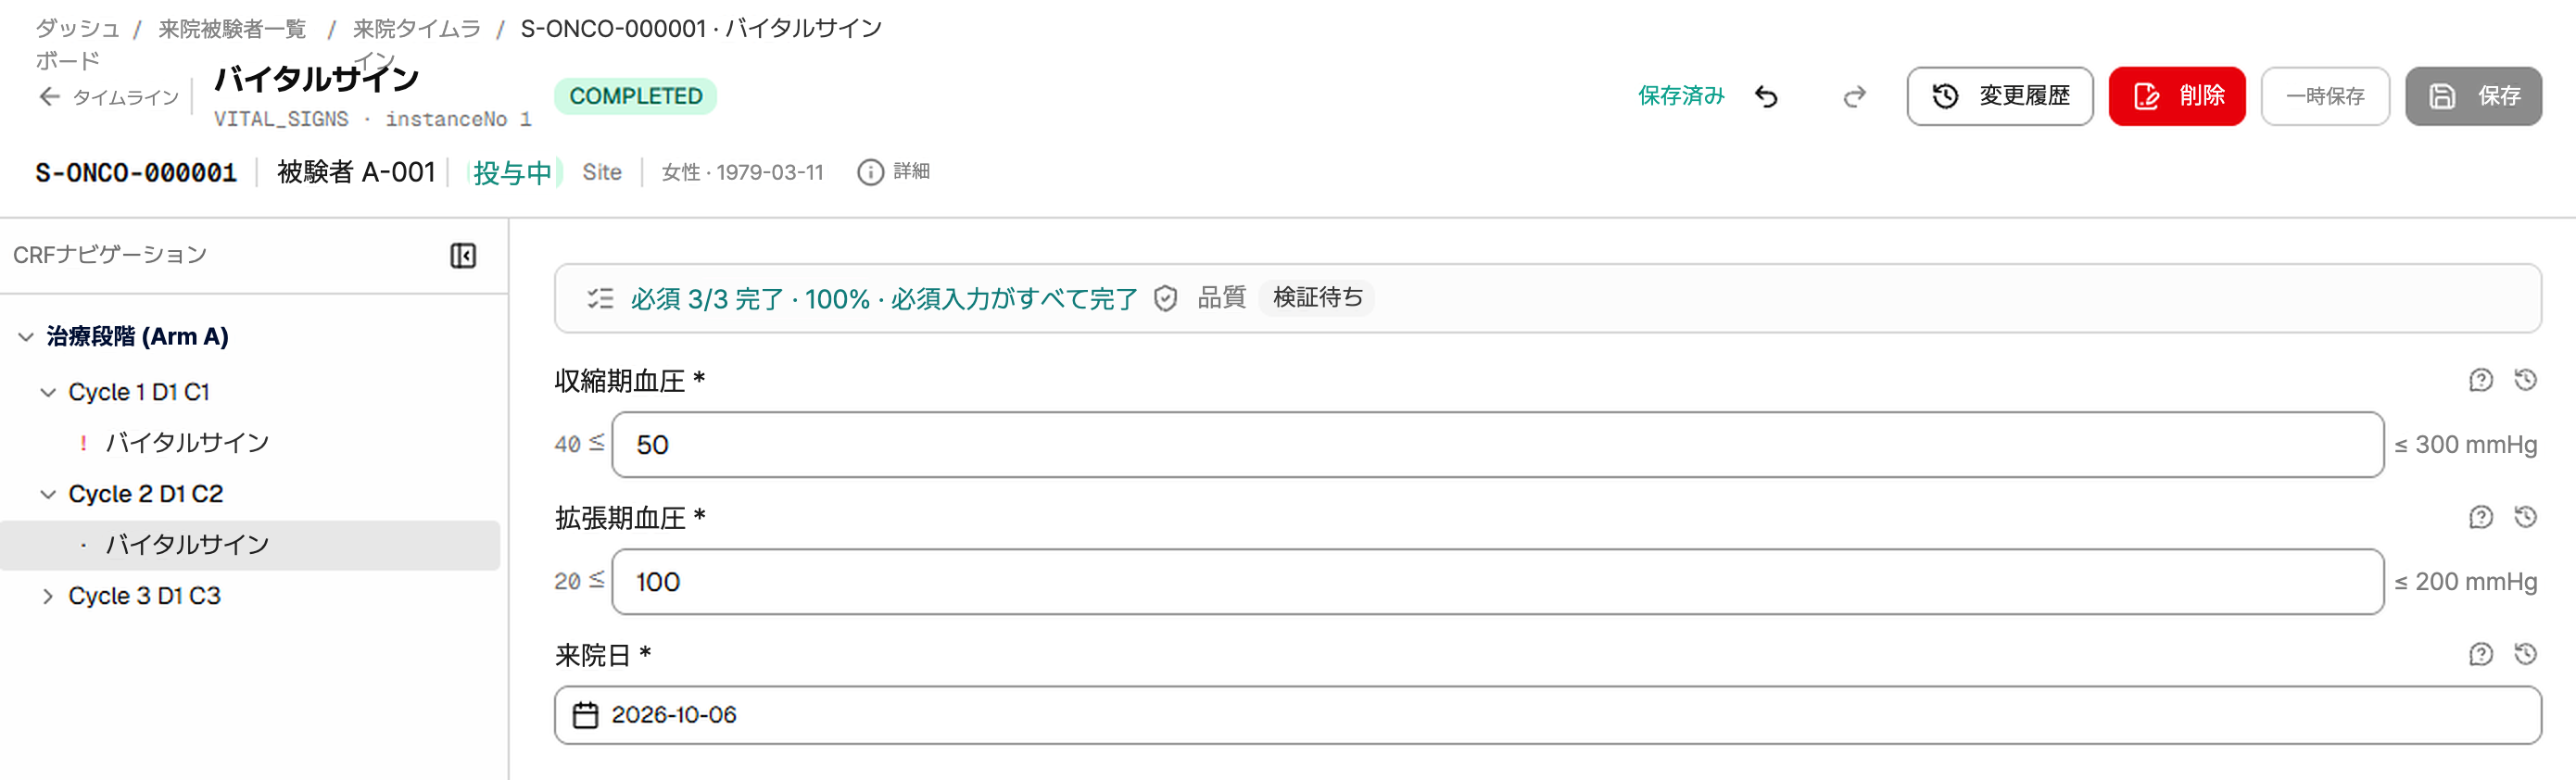 ダッシュボード / 来院被験者一覧 / 来院タイムライン / S-ONCO-000001 · バイタルサイン
タイムライン
バイタルサイン
VITAL_SIGNS · instanceNo 1
COMPLETED
保存済み
変更履歴
削除
一時保存
保存
S-ONCO-000001 被験者 A-001 投与中 Site 女性 · 1979-03-11 詳細
CRFナビゲーション
治療段階 (Arm A)
Cycle 1 D1 C1
! バイタルサイン
Cycle 2 D1 C2
· バイタルサイン
Cycle 3 D1 C3
必須 3/3 完了 · 100% · 必須入力がすべて完了 品質 検証待ち
収縮期血圧 *
40 ≤ 50 ≤ 300 mmHg
拡張期血圧 *
20 ≤ 100 ≤ 200 mmHg
来院日 *
2026-10-06